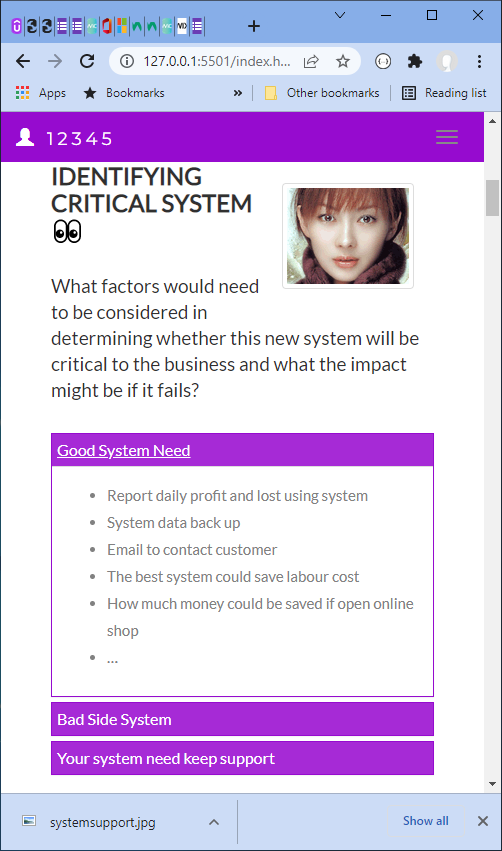 127.0.0.1:5501/index.h...
Apps Bookmarks » Other bookmarks Reading list
12345
IDENTIFYING
CRITICAL SYSTEM
👀
What factors would need
to be considered in
determining whether this new system will be
critical to the business and what the impact
might be if it fails?
Good System Need
• Report daily profit and lost using system
• System data back up
• Email to contact customer
• The best system could save labour cost
• How much money could be saved if open online
shop
• ...
Bad Side System
Your system need keep support
systemsupport.jpg Show all